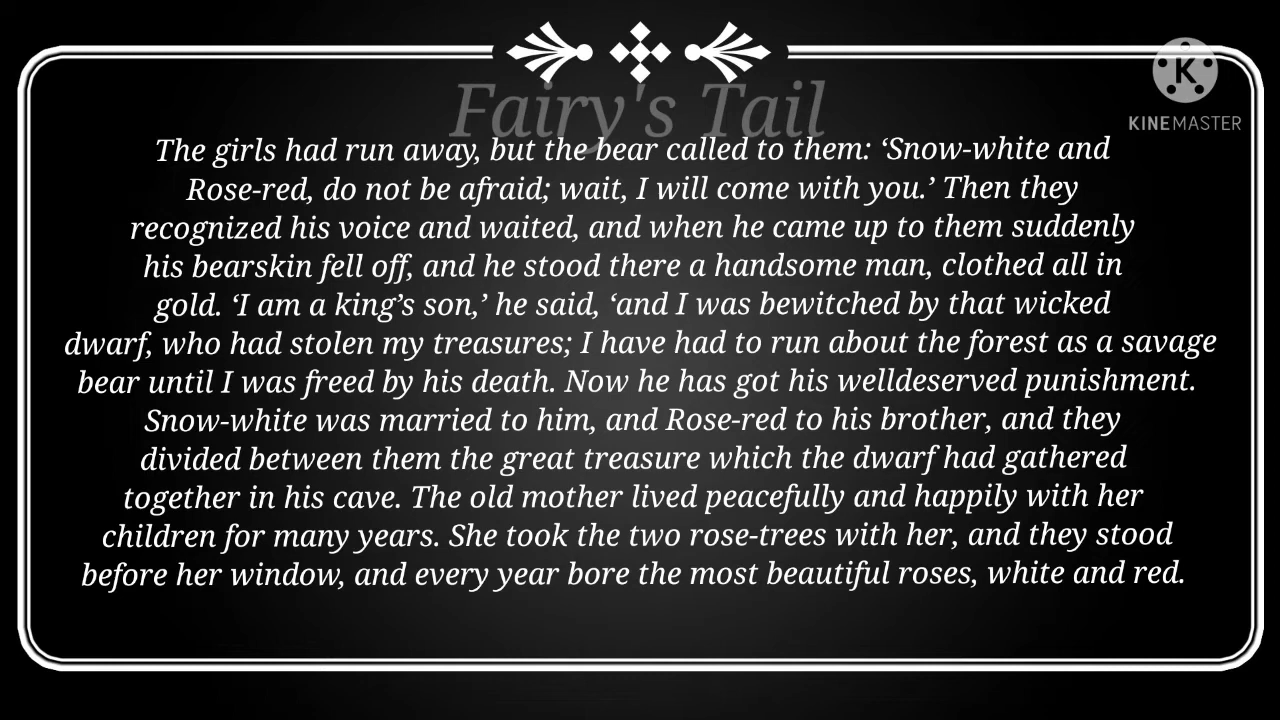 Fairy's Tail
K
KINEMASTER
The girls had run away, but the bear called to them: ‘Snow-white and
Rose-red, do not be afraid; wait, I will come with you.’ Then they
recognized his voice and waited, and when he came up to them suddenly
his bearskin fell off, and he stood there a handsome man, clothed all in
gold. ‘I am a king’s son,’ he said, ‘and I was bewitched by that wicked
dwarf, who had stolen my treasures; I have had to run about the forest as a savage
bear until I was freed by his death. Now he has got his welldeserved punishment.
Snow-white was married to him, and Rose-red to his brother, and they
divided between them the great treasure which the dwarf had gathered
together in his cave. The old mother lived peacefully and happily with her
children for many years. She took the two rose-trees with her, and they stood
before her window, and every year bore the most beautiful roses, white and red.